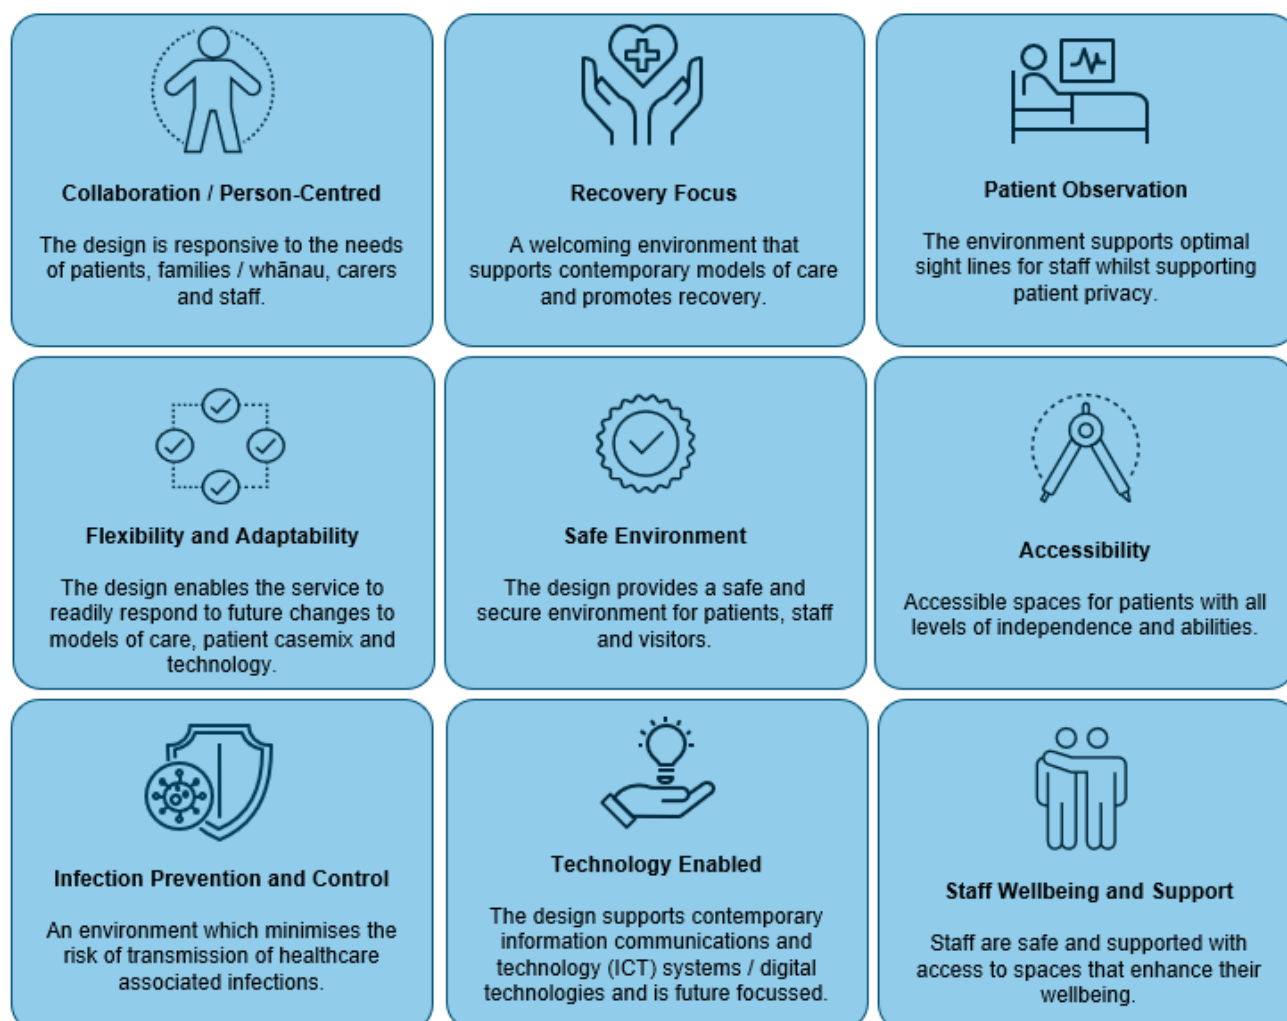 Collaboration / Person-Centred
The design is responsive to the needs
of patients, families / whānau, carers
and staff.
Recovery Focus
A welcoming environment that
supports contemporary models of care
and promotes recovery.
Patient Observation
The environment supports optimal
sight lines for staff whilst supporting
patient privacy.
Flexibility and Adaptability
The design enables the service to
readily respond to future changes to
models of care, patient casemix and
technology.
Safe Environment
The design provides a safe and
secure environment for patients, staff
and visitors.
Accessibility
Accessible spaces for patients with all
levels of independence and abilities.
Infection Prevention and Control
An environment which minimises the
risk of transmission of healthcare
associated infections.
Technology Enabled
The design supports contemporary
information communications and
technology (ICT) systems / digital
technologies and is future focussed.
Staff Wellbeing and Support
Staff are safe and supported with
access to spaces that enhance their
wellbeing.